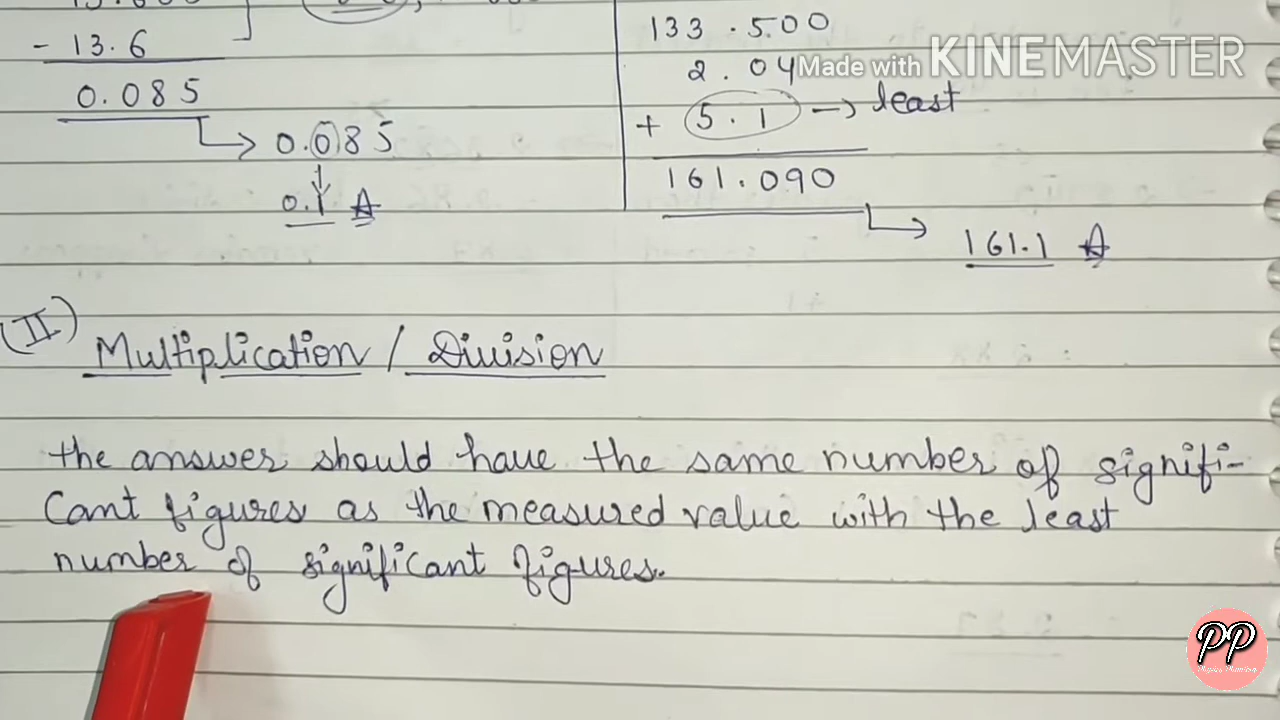 - 13.6
0.085
0.085
0.1 A
133.500
2.04
+ 5.1 → least
161.090
161.1 A
Made with KINEMASTER
(II) Multiplication / Division
the answer should have the same number of signifi-
cant figures as the measured value with the least
number of significant figures.
PP